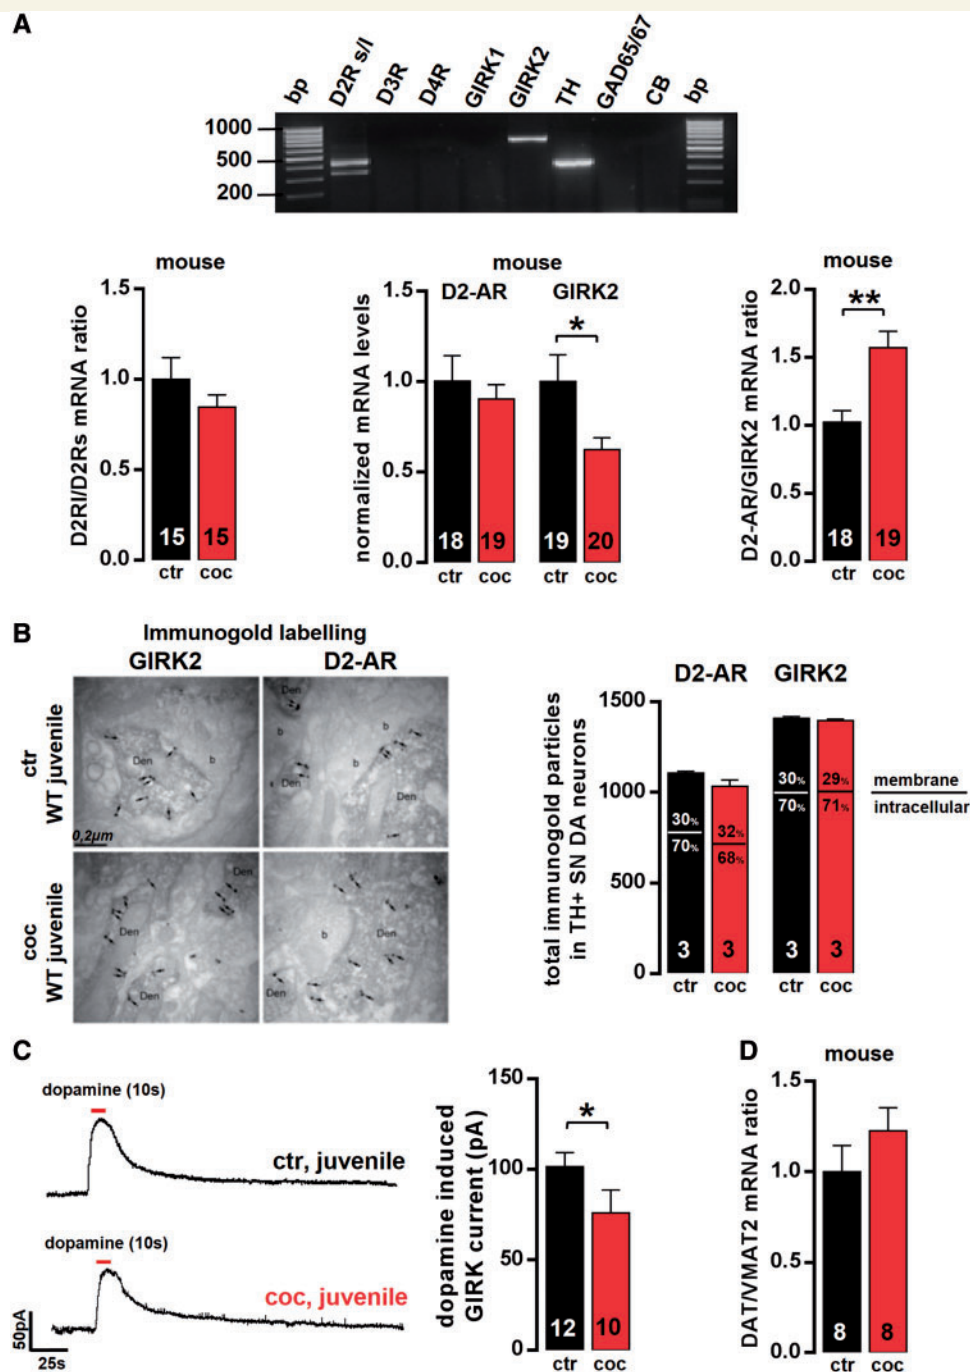 A
bp D2R s/l D3R D4R GIRK1 GIRK2 TH GAD65/67 CB bp
1000
500
200
mouse
D2Rl/D2Rs mRNA ratio
1.5
1.0
0.5
0.0
15 15
ctr coc
mouse
D2-AR GIRK2
normalized mRNA levels
1.5
1.0
0.5
0.0
*
18 19 19 20
ctr coc ctr coc
mouse
D2-AR/GIRK2 mRNA ratio
2.0
1.5
1.0
0.5
0.0
**
18 19
ctr coc
B
Immunogold labelling
GIRK2 D2-AR
ctr
WT juvenile
Den b
0,2µm
Den b b b Den Den
coc
WT juvenile
Den Den Den
b Den Den
total immunogold particles
in TH+ SN DA neurons
D2-AR GIRK2
1500
1000
500
0
30% 32% 30% 29%
70% 68% 70% 71%
membrane
intracellular
3 3 3 3
ctr coc ctr coc
C
dopamine (10s)
ctr, juvenile
dopamine (10s)
coc, juvenile
50pA
25s
dopamine induced
GIRK current (pA)
150
100
50
0
*
12 10
ctr coc
D
mouse
DAT/VMAT2 mRNA ratio
1.5
1.0
0.5
0.0
8 8
ctr coc